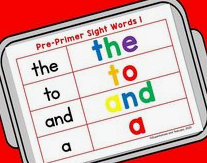 Pre-Primer Sight Words 1
the the
to to
and and
a a